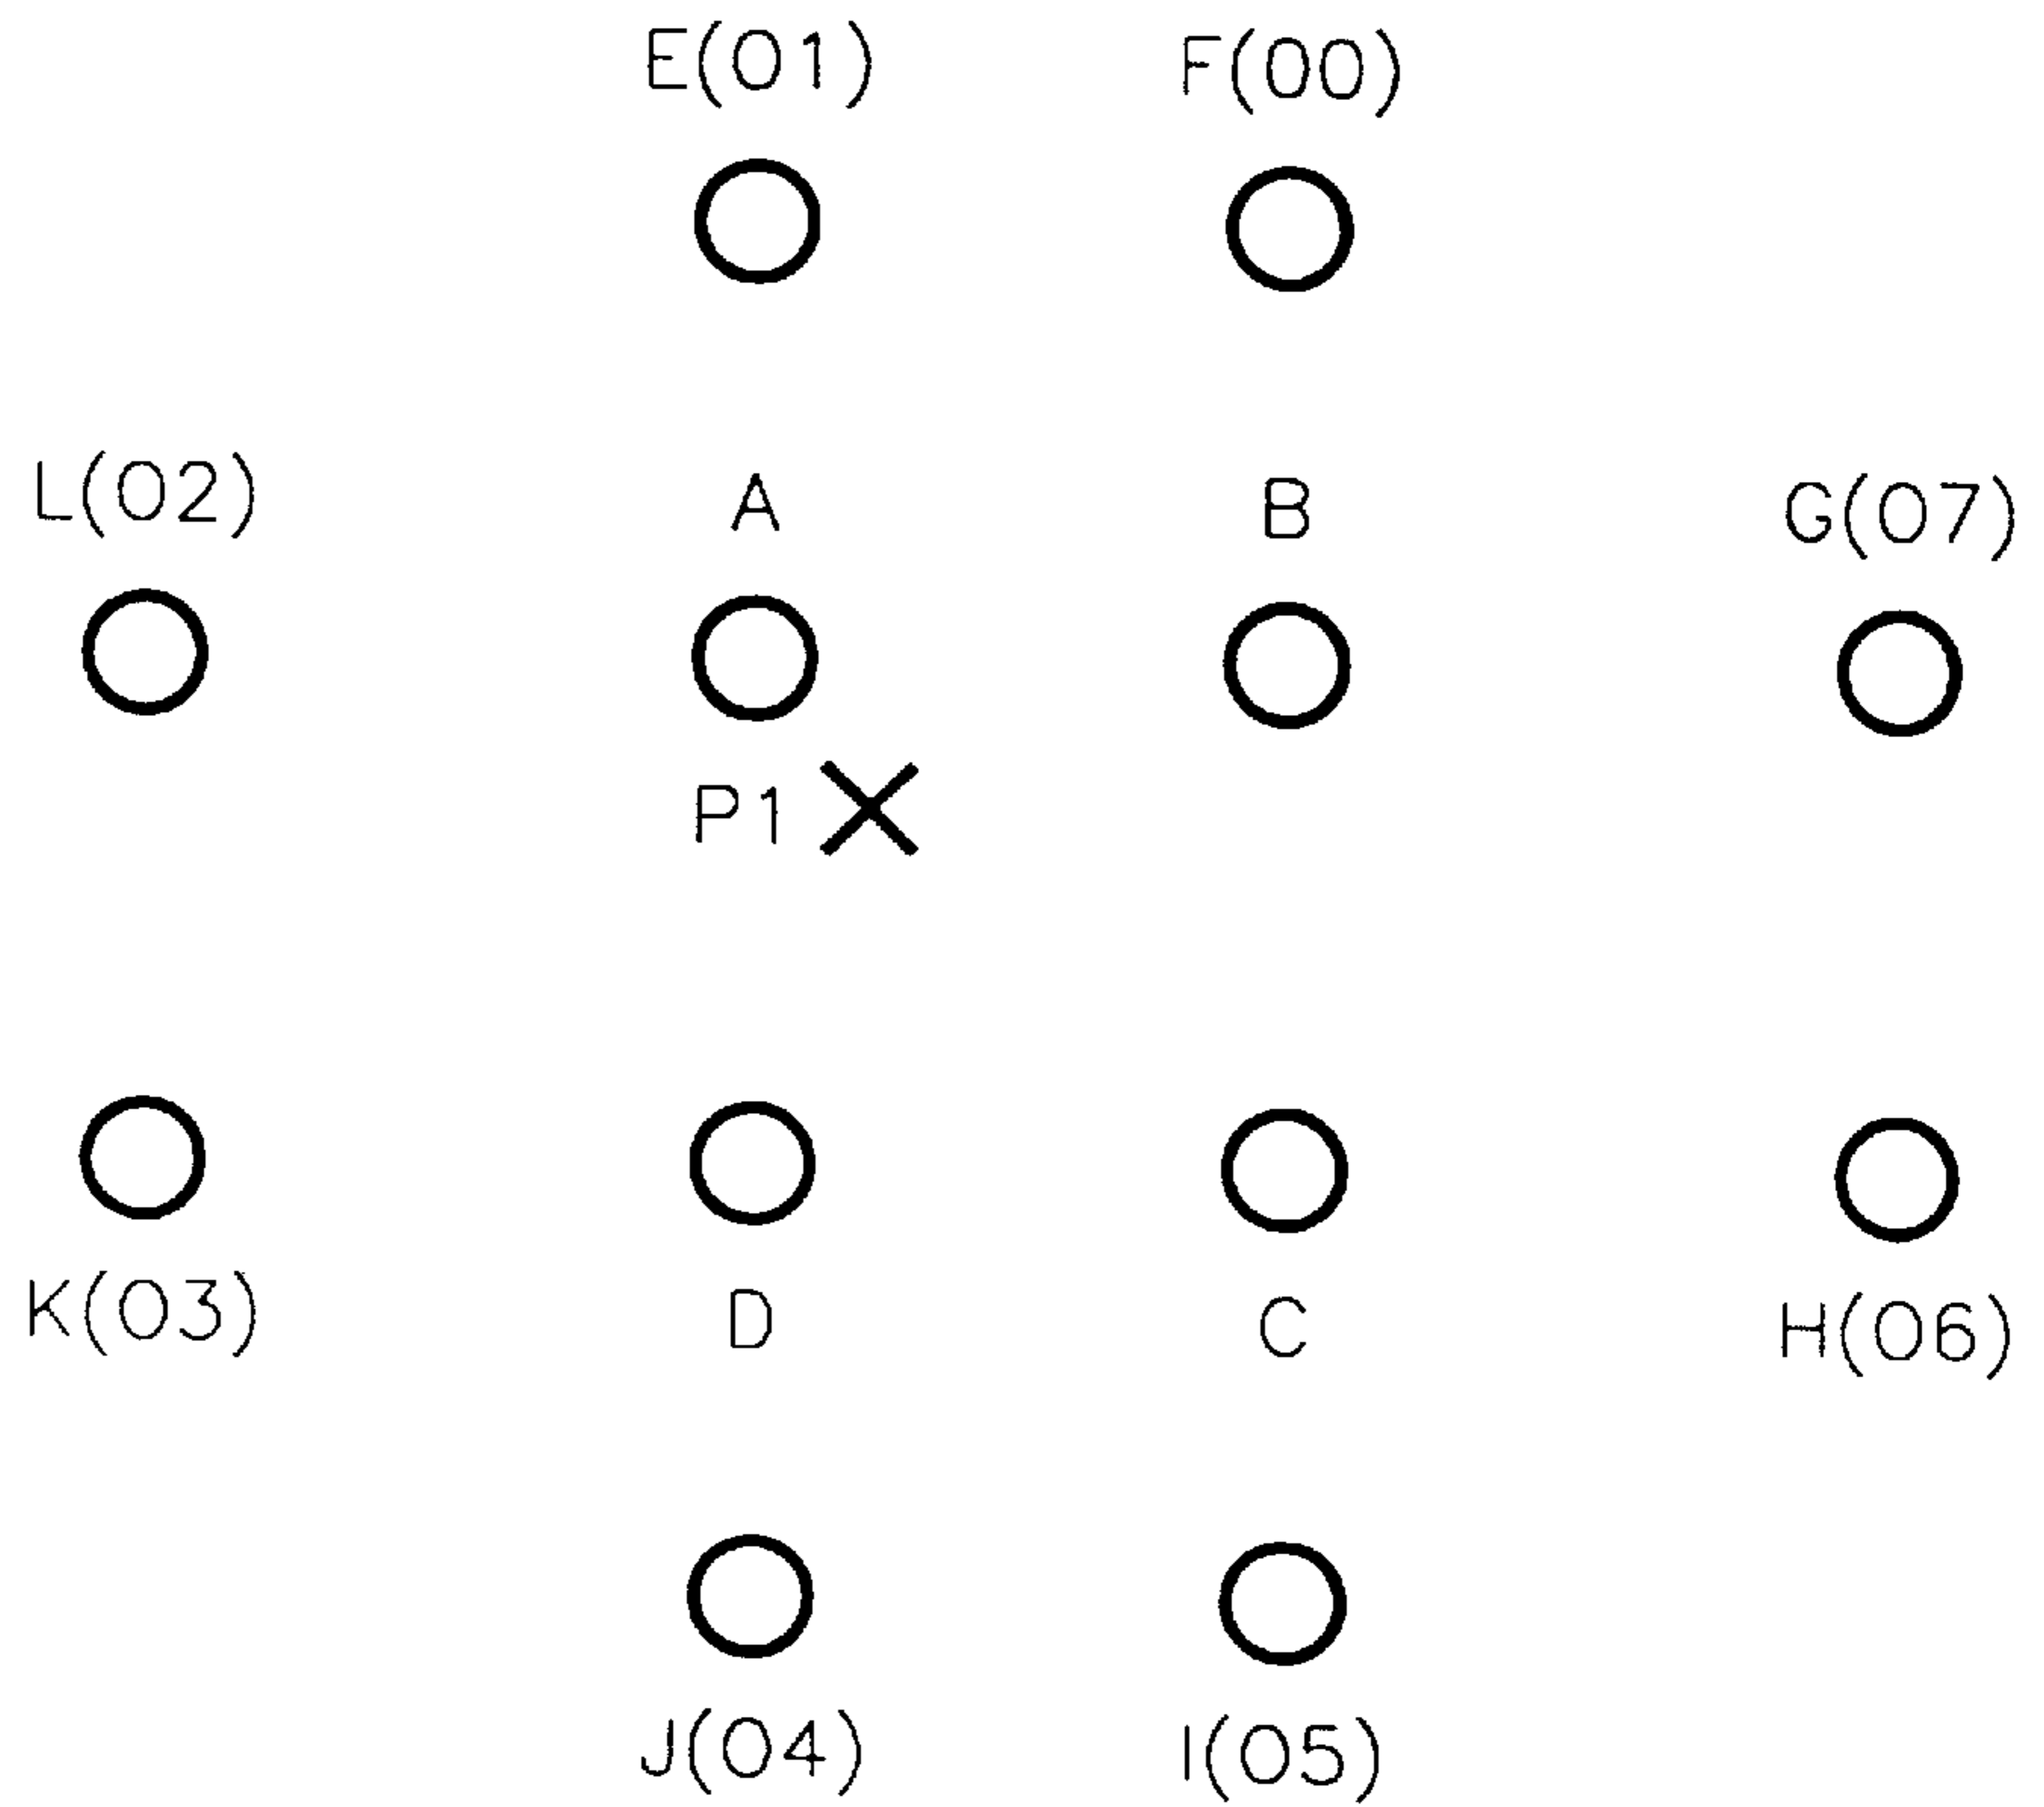 E(01) F(00)
L(02) A B G(07)
P1
K(03) D C H(06)
J(04) I(05)